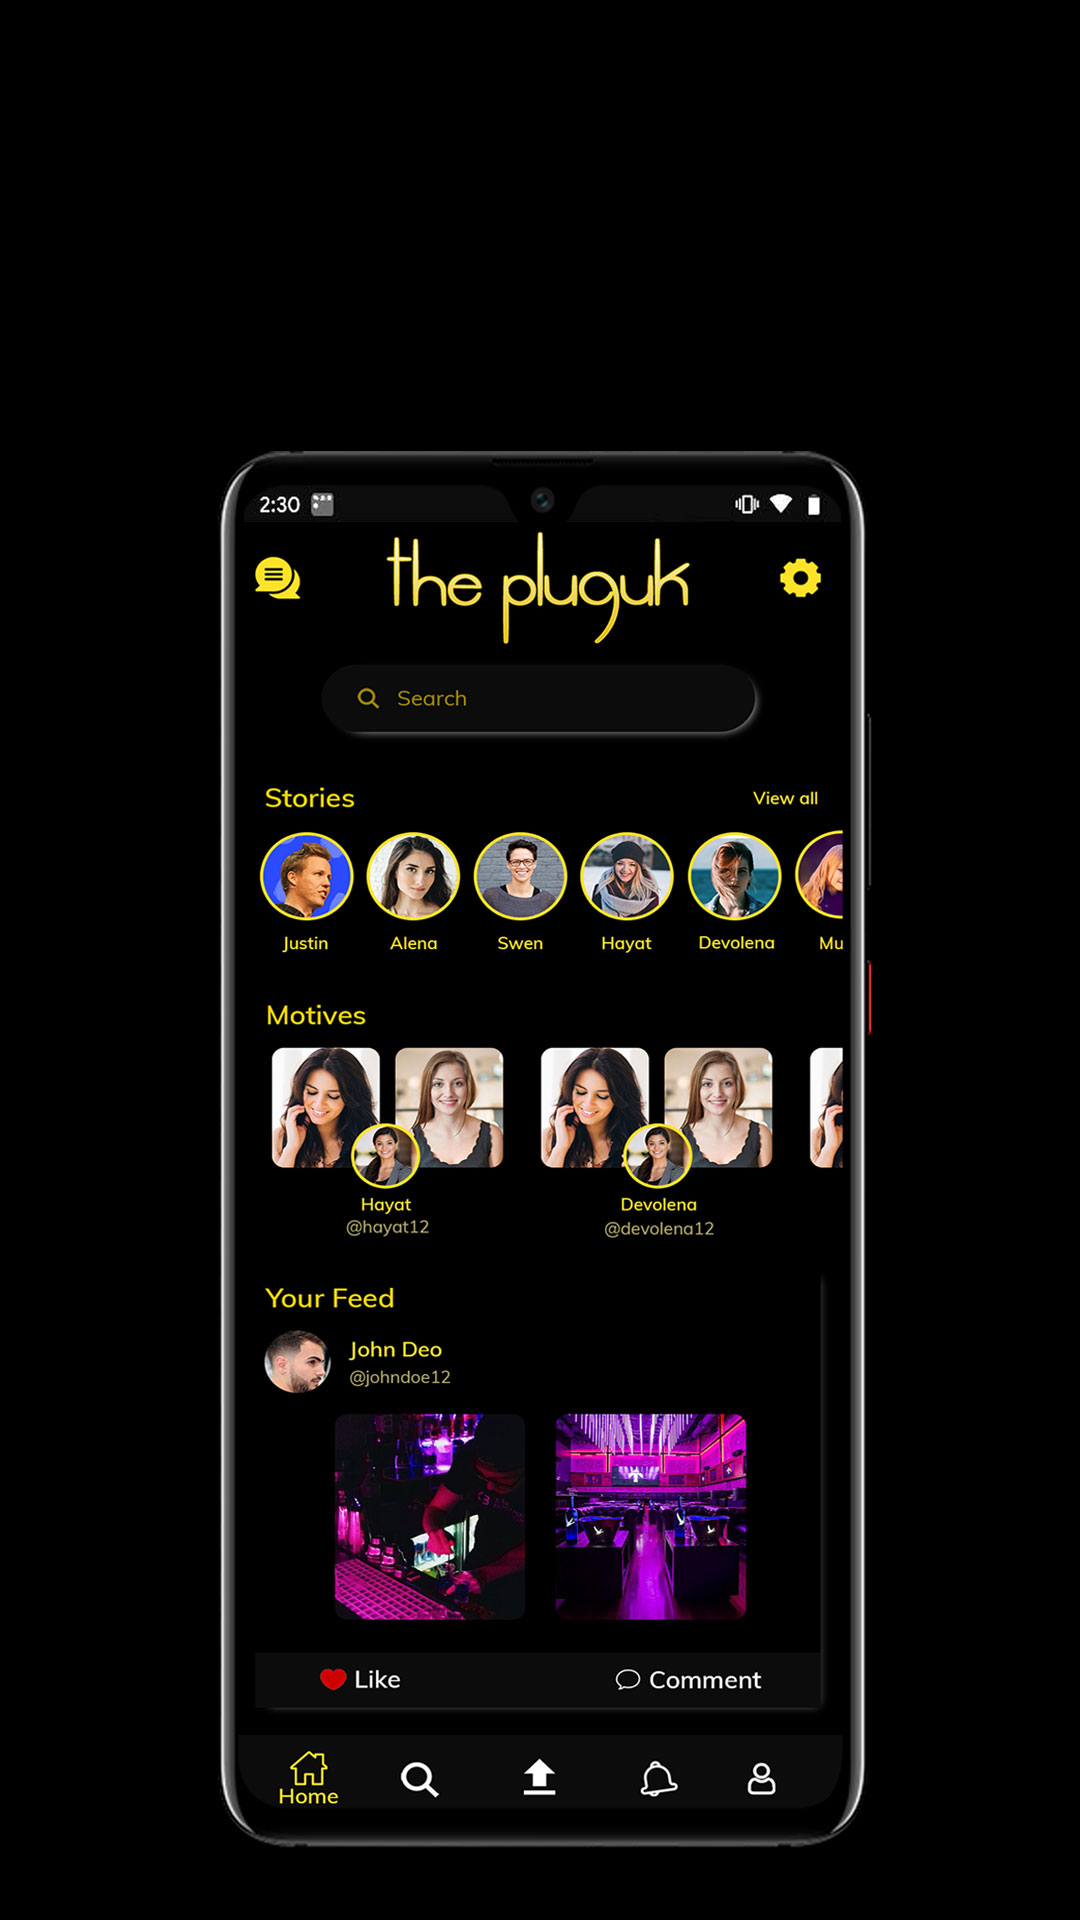 2:30
the pluguk
Search
Stories
View all
Justin
Alena
Swen
Hayat
Devolena
Mu
Motives
Hayat
@hayat12
Devolena
@devolena12
Your Feed
John Deo
@johndoe12
Like
Comment
Home